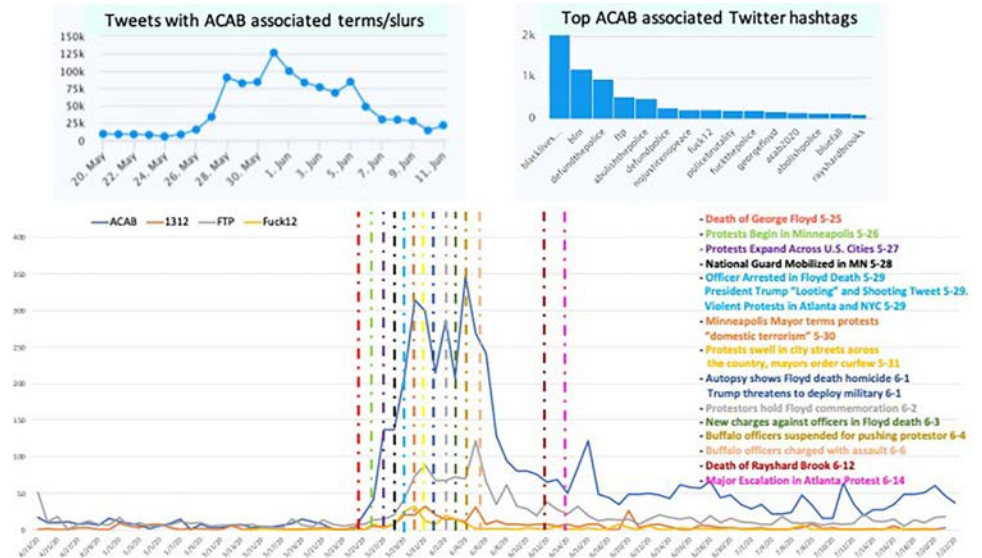 Tweets with ACAB associated terms/slurs
150k
125k
100k
75k
50k
25k
0
20. May
22. May
24. May
26. May
28. May
30. May
1. Jun
3. Jun
5. Jun
7. Jun
9. Jun
11. Jun
Top ACAB associated Twitter hashtags
2k
1k
0
blacklives...
blm
defundthepolice
ftp
abolishthepolice
defundpolice
nojusticenopeace
fuck12
policebrutality
fuckthepolice
georgefloyd
acab2020
abolishpolice
bluefall
rayshardbrooks
ACAB 1312 FTP Fuck12
400
350
300
250
200
150
100
50
0
- Death of George Floyd 5-25
- Protests Begin in Minneapolis 5-26
- Protests Expand Across U.S. Cities 5-27
- National Guard Mobilized in MN 5-28
- Officer Arrested in Floyd Death 5-29
President Trump "Looting" and Shooting Tweet 5-29.
Violent Protests in Atlanta and NYC 5-29
- Minneapolis Mayor terms protests
"domestic terrorism" 5-30
- Protests swell in city streets across
the country, mayors order curfew 5-31
- Autopsy shows Floyd death homicide 6-1
Trump threatens to deploy military 6-1
- Protestors hold Floyd commemoration 6-2
- New charges against officers in Floyd death 6-3
- Buffalo officers suspended for pushing protestor 6-4
- Buffalo officers charged with assault 6-6
- Death of Rayshard Brook 6-12
- Major Escalation in Atlanta Protest 6-14